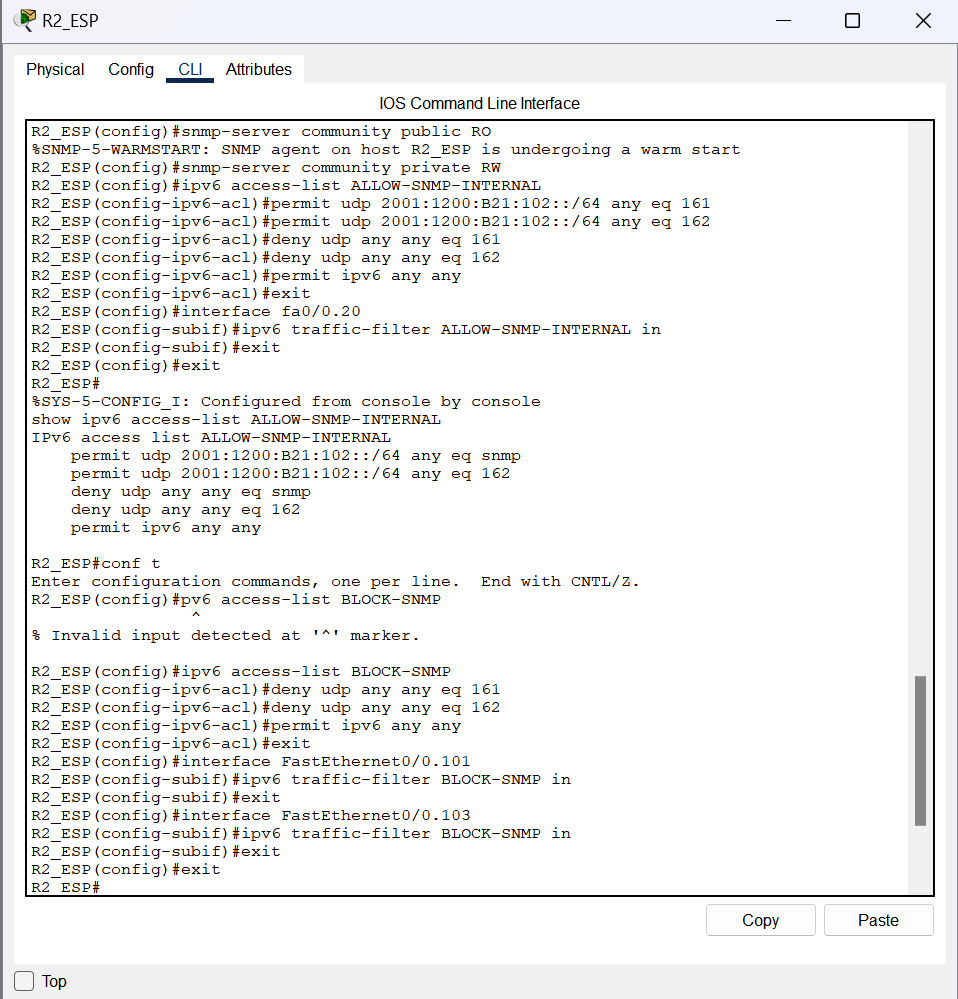 R2_ESP
Physical Config CLI Attributes
IOS Command Line Interface
R2_ESP(config)#snmp-server community public RO
%SNMP-5-WARMSTART: SNMP agent on host R2_ESP is undergoing a warm start
R2_ESP(config)#snmp-server community private RW
R2_ESP(config)#ipv6 access-list ALLOW-SNMP-INTERNAL
R2_ESP(config-ipv6-acl)#permit udp 2001:1200:B21:102::/64 any eq 161
R2_ESP(config-ipv6-acl)#permit udp 2001:1200:B21:102::/64 any eq 162
R2_ESP(config-ipv6-acl)#deny udp any any eq 161
R2_ESP(config-ipv6-acl)#deny udp any any eq 162
R2_ESP(config-ipv6-acl)#permit ipv6 any any
R2_ESP(config-ipv6-acl)#exit
R2_ESP(config)#interface fa0/0.20
R2_ESP(config-subif)#ipv6 traffic-filter ALLOW-SNMP-INTERNAL in
R2_ESP(config-subif)#exit
R2_ESP(config)#exit
R2_ESP#
%SYS-5-CONFIG_I: Configured from console by console
show ipv6 access-list ALLOW-SNMP-INTERNAL
IPv6 access list ALLOW-SNMP-INTERNAL
    permit udp 2001:1200:B21:102::/64 any eq snmp
    permit udp 2001:1200:B21:102::/64 any eq 162
    deny udp any any eq snmp
    deny udp any any eq 162
    permit ipv6 any any
R2_ESP#conf t
Enter configuration commands, one per line.  End with CNTL/Z.
R2_ESP(config)#pv6 access-list BLOCK-SNMP
                ^
% Invalid input detected at '^' marker.
R2_ESP(config)#ipv6 access-list BLOCK-SNMP
R2_ESP(config-ipv6-acl)#deny udp any any eq 161
R2_ESP(config-ipv6-acl)#deny udp any any eq 162
R2_ESP(config-ipv6-acl)#permit ipv6 any any
R2_ESP(config-ipv6-acl)#exit
R2_ESP(config)#interface FastEthernet0/0.101
R2_ESP(config-subif)#ipv6 traffic-filter BLOCK-SNMP in
R2_ESP(config-subif)#exit
R2_ESP(config)#interface FastEthernet0/0.103
R2_ESP(config-subif)#ipv6 traffic-filter BLOCK-SNMP in
R2_ESP(config-subif)#exit
R2_ESP(config)#exit
R2_ESP#
Copy Paste
Top